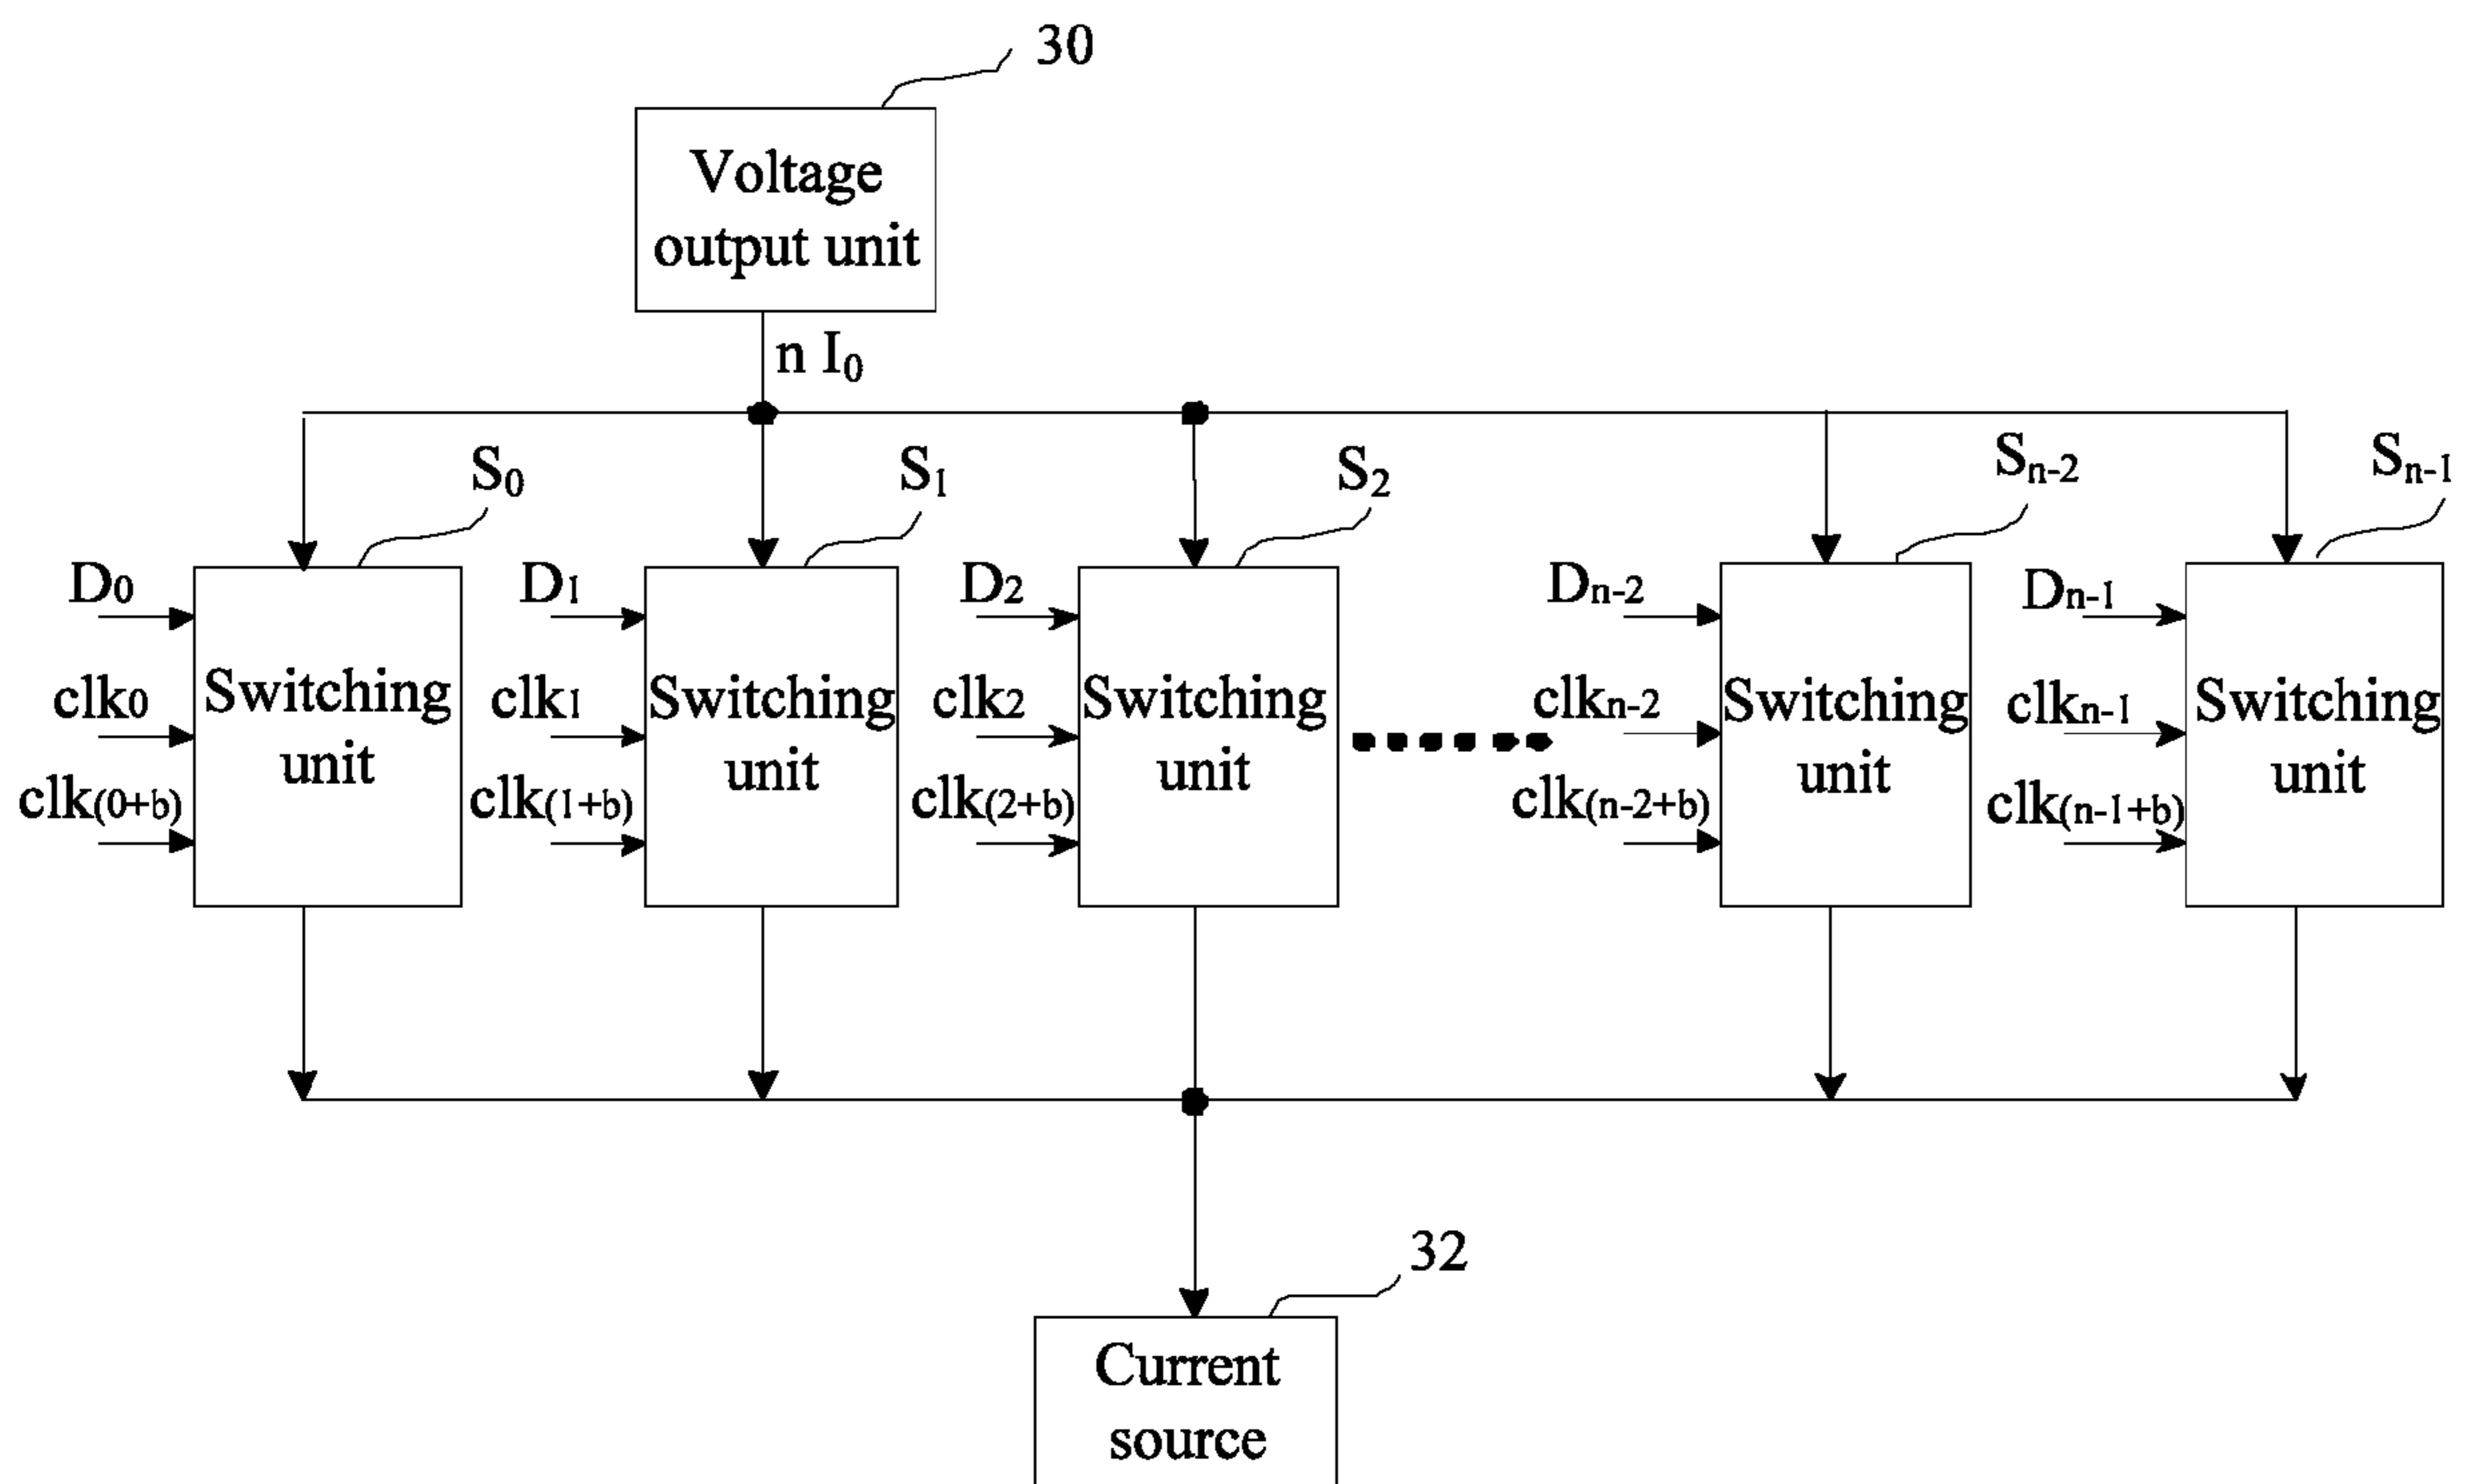 30
Voltage
output unit
n I₀
S₀
S₁
S₂
Sₙ₋₂
Sₙ₋₁
D₀
D₁
D₂
Dₙ₋₂
Dₙ₋₁
clk₀
clk₁
clk₂
clkₙ₋₂
clkₙ₋₁
clk₍₀₊b₎
clk₍₁₊b₎
clk₍₂₊b₎
clk₍ₙ₋₂₊b₎
clk₍ₙ₋₁₊b₎
Switching
unit
Switching
unit
Switching
unit
Switching
unit
Switching
unit
32
Current
source